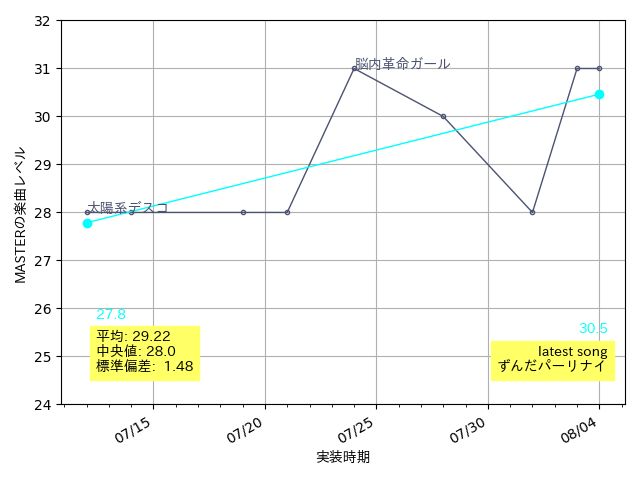 32
31
30
29
28
27
26
25
24
MASTERの楽曲レベル
脳内革命ガール
太陽系デスコ
27.8
30.5
平均: 29.22
中央値: 28.0
標準偏差: 1.48
latest song
ずんだパーリナイ
07/15
07/20
07/25
07/30
08/04
実装時期